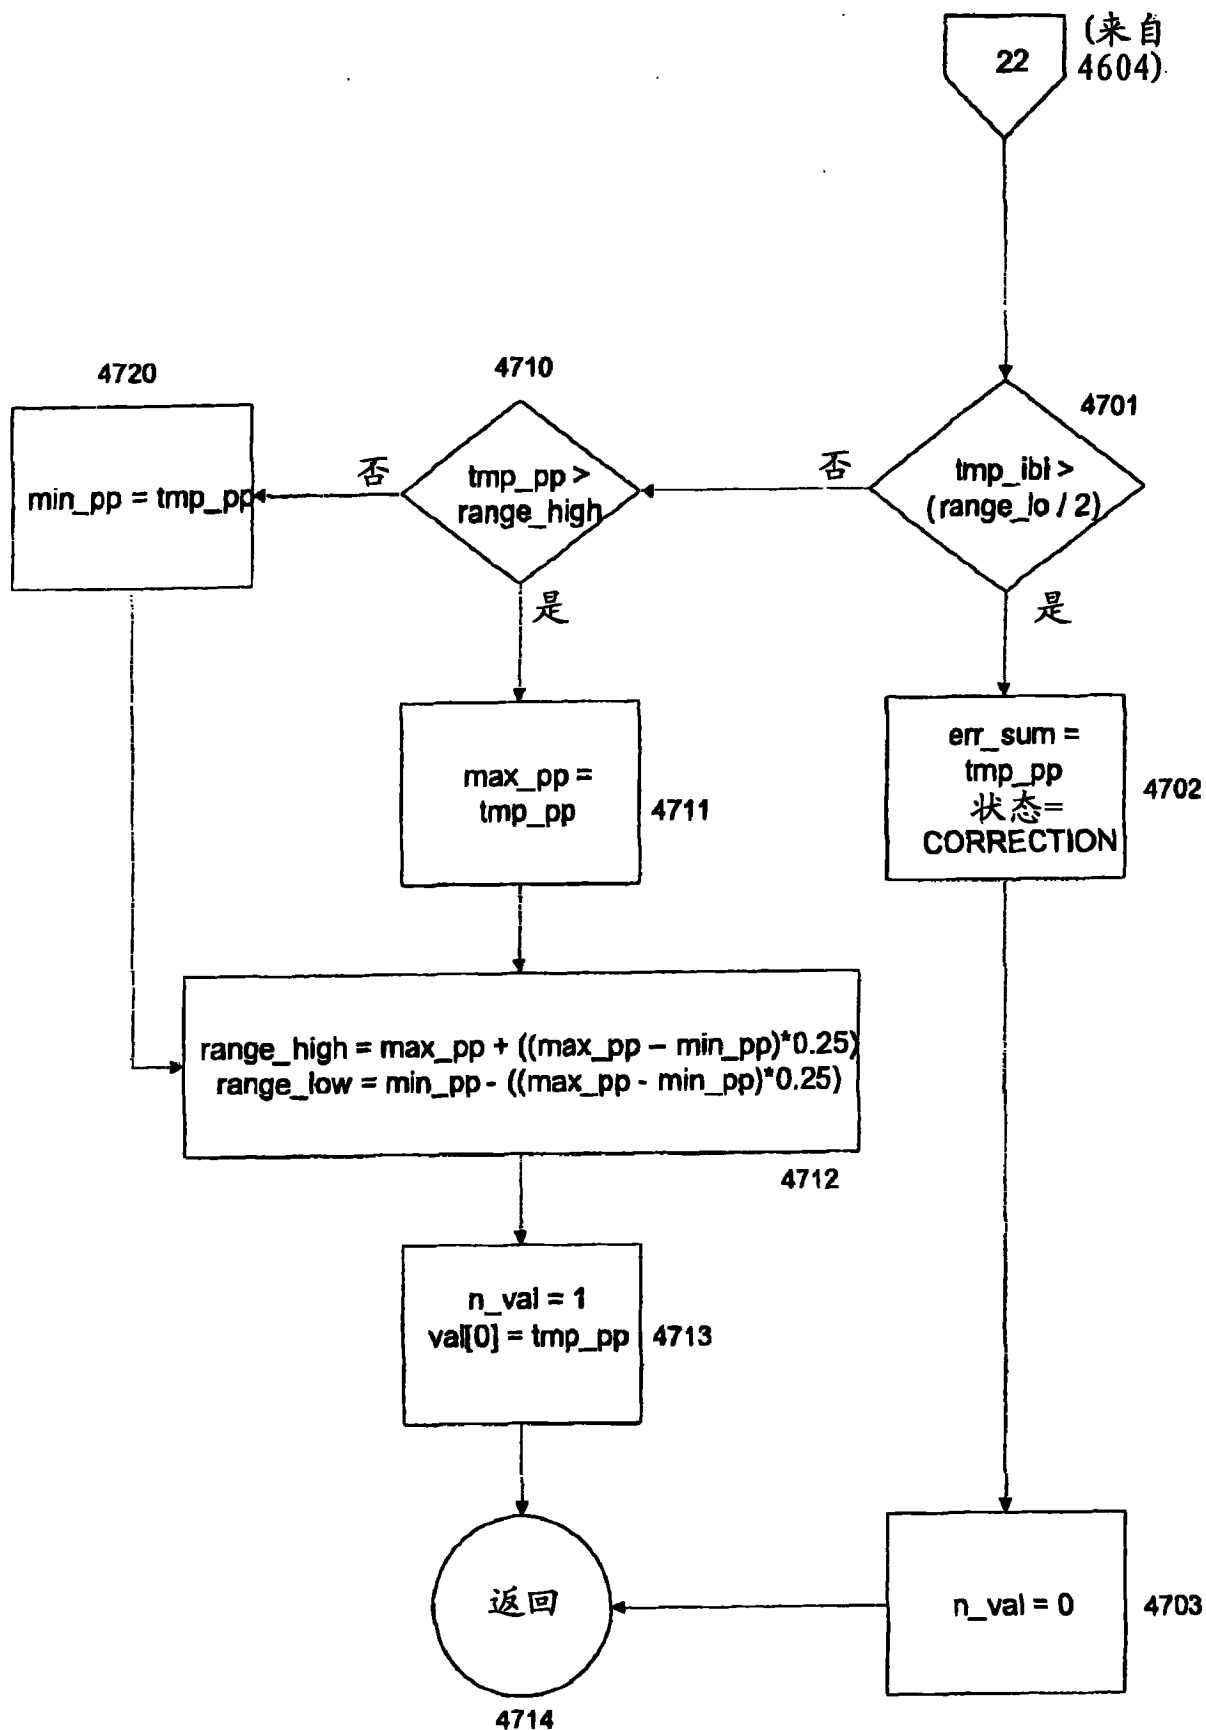 22
(来自
4604)
4720
4710
4701
min_pp = tmp_pp
否
tmp_pp >
range_high
否
tmp_ibi >
(range_lo / 2)
是
是
max_pp =
tmp_pp
4711
err_sum =
tmp_pp
状态=
CORRECTION
4702
range_high = max_pp + ((max_pp – min_pp)*0.25)
range_low = min_pp - ((max_pp - min_pp)*0.25)
4712
n_val = 1
val[0] = tmp_pp
4713
返回
4714
n_val = 0
4703